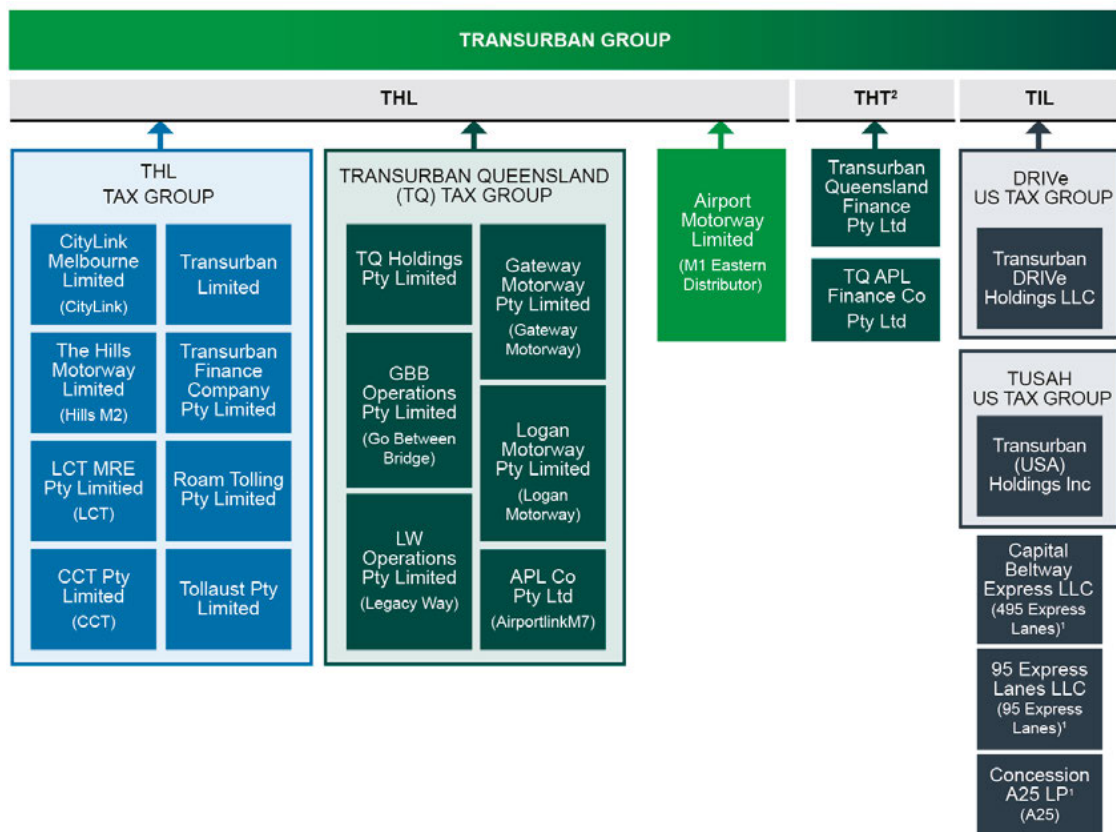 TRANSURBAN GROUP
THL
THT²
TIL
THL
TAX GROUP
CityLink
Melbourne
Limited
(CityLink)
Transurban
Limited
The Hills
Motorway
Limited
(Hills M2)
Transurban
Finance
Company
Pty Limited
LCT MRE
Pty Limitied
(LCT)
Roam Tolling
Pty Limited
CCT Pty
Limited
(CCT)
Tollaust Pty
Limited
TRANSURBAN QUEENSLAND
(TQ) TAX GROUP
TQ Holdings
Pty Limited
GBB
Operations
Pty Limited
(Go Between
Bridge)
LW
Operations
Pty Limited
(Legacy Way)
Gateway
Motorway
Pty Limited
(Gateway
Motorway)
Logan
Motorway
Pty Limited
(Logan
Motorway)
APL Co
Pty Ltd
(AirportlinkM7)
Airport
Motorway
Limited
(M1 Eastern
Distributor)
Transurban
Queensland
Finance
Pty Ltd
TQ APL
Finance Co
Pty Ltd
DRIVe
US TAX GROUP
Transurban
DRIVe
Holdings LLC
TUSAH
US TAX GROUP
Transurban
(USA)
Holdings Inc
Capital
Beltway
Express LLC
(495 Express
Lanes)¹
95 Express
Lanes LLC
(95 Express
Lanes)¹
Concession
A25 LP¹
(A25)